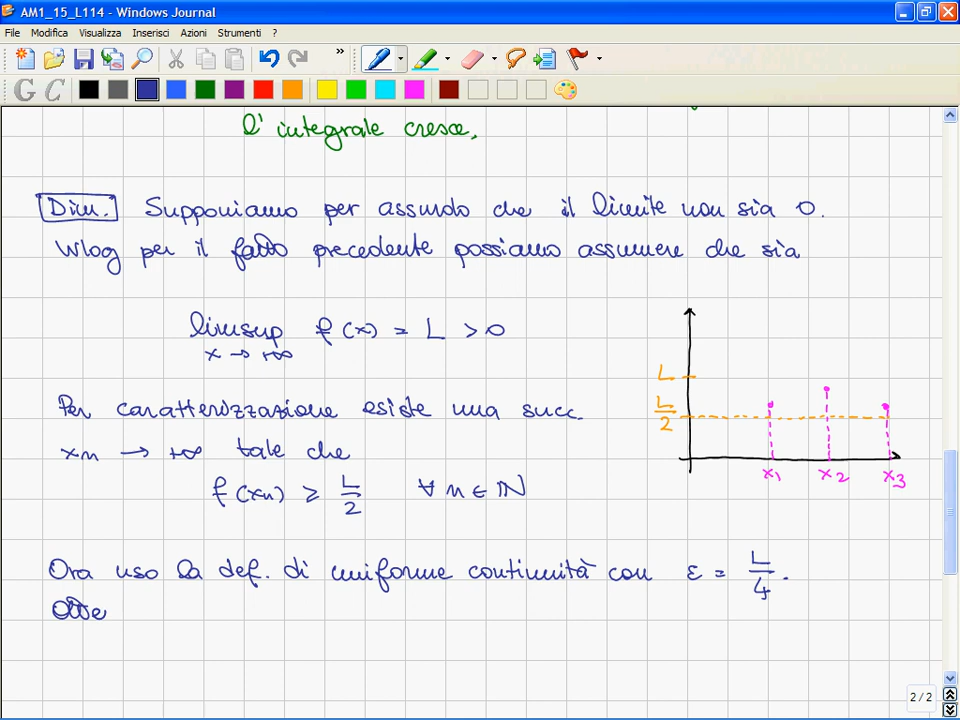 AM1_15_L114 - Windows Journal
File Modifica Visualizza Inserisci Azioni Strumenti ?
G C
l'integrale cresce,
Dim. Supponiamo per assurdo che il limite non sia 0.
Wlog per il fatto precedente possiamo assumere che sia
limsup f(x) = L > 0
x → +∞
Per caratterizzazione esiste una succ.
xn → +∞ tale che
f(xn) ≥ L/2 ∀ n ∈ ℕ
L
L/2
x1 x2 x3
Ora uso la def. di uniforme continuità con ε = L/4.
2 / 2